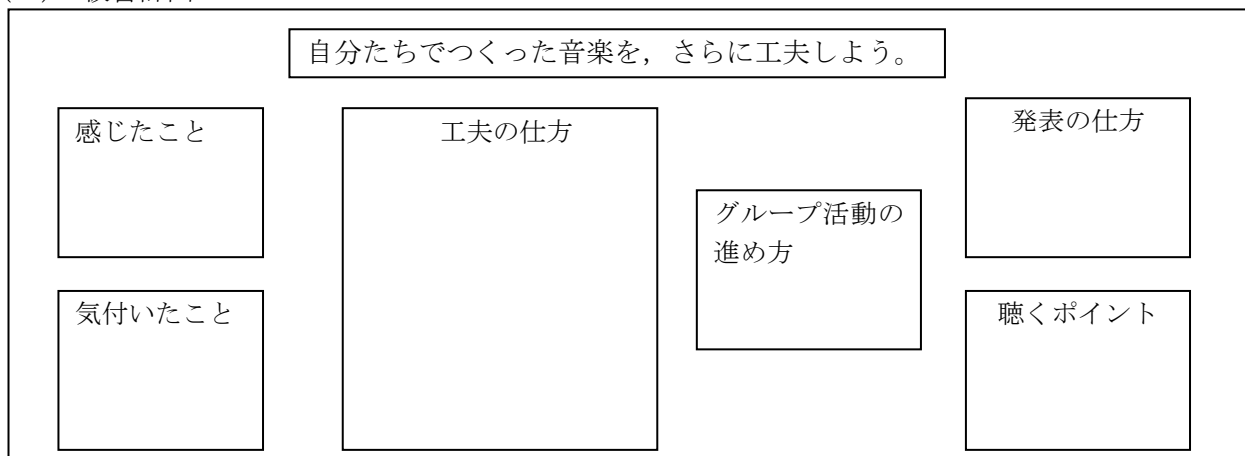 自分たちでつくった音楽を，さらに工夫しよう。
感じたこと
工夫の仕方
発表の仕方
グループ活動の
進め方
気付いたこと
聴くポイント